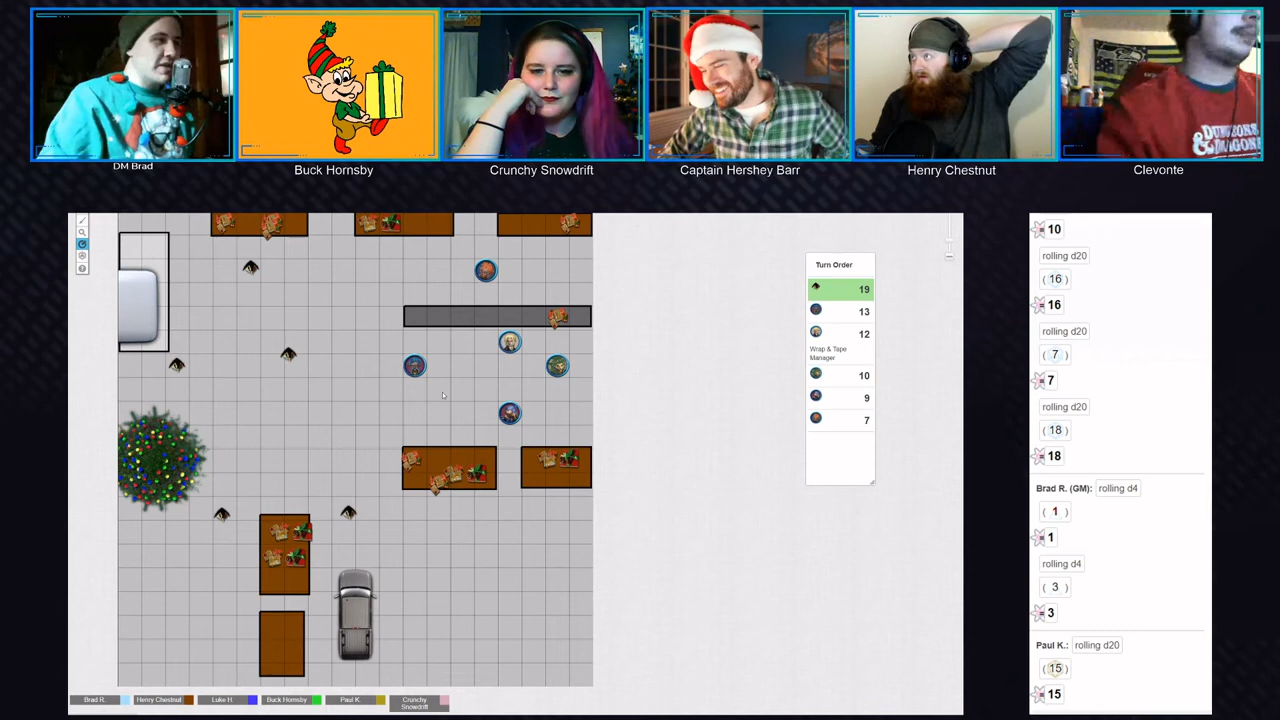 DM Brad
Buck Hornsby
Crunchy Snowdrift
Captain Hershey Barr
Henry Chestnut
Clevonte
DUNGEONS
& DRAGONS
Turn Order
19
13
12
Wrap & Tape
Manager
10
9
7
10
rolling d20
(16)
16
rolling d20
(7)
7
rolling d20
(18)
18
Brad R. (GM): rolling d4
(1)
1
rolling d4
(3)
3
Paul K.: rolling d20
(15)
15
Brad R.
Henry Chestnut
Luke H.
Buck Hornsby
Paul K.
Crunchy
Snowdrift